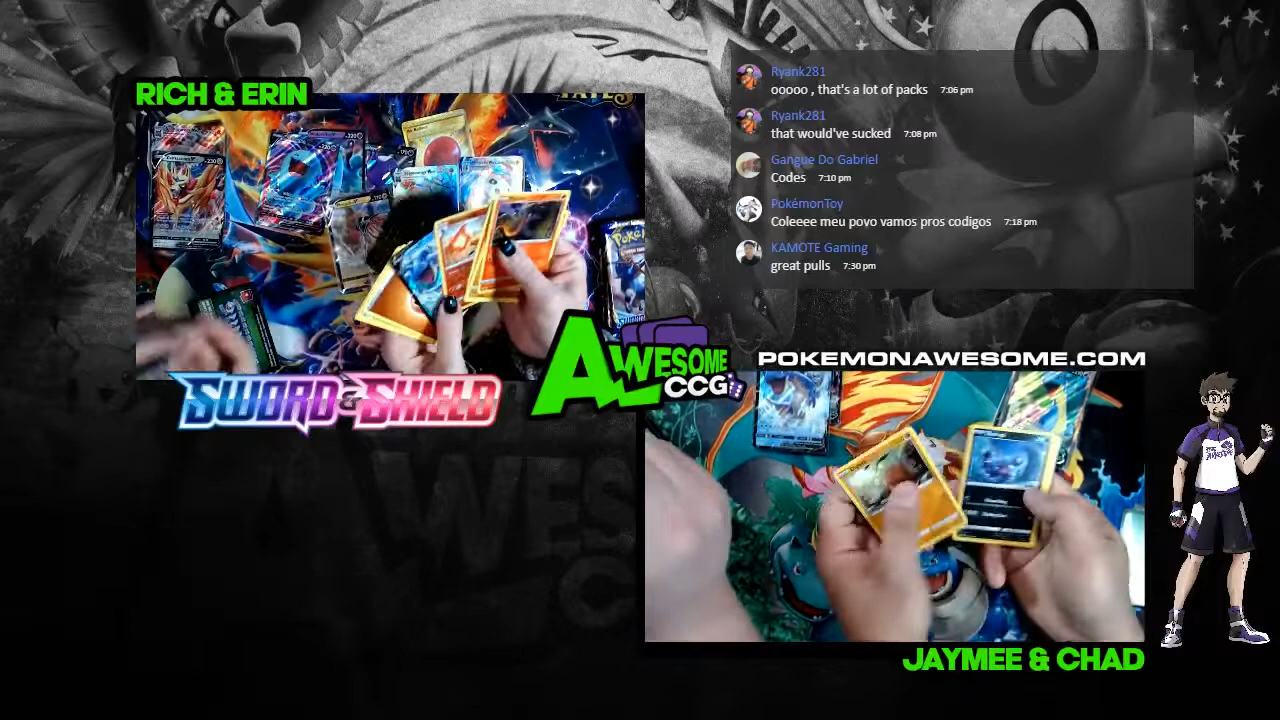 RICH & ERIN
Ryank281
ooooo , that's a lot of packs 7:06 pm
Ryank281
that would've sucked 7:08 pm
Gangue Do Gabriel
Codes 7:10 pm
PokémonToy
Coleeee meu povo vamos pros codigos 7:18 pm
KAMOTE Gaming
great pulls 7:30 pm
SWORD & SHIELD
AWESOME
CCG
POKEMONAWESOME.COM
JAYMEE & CHAD